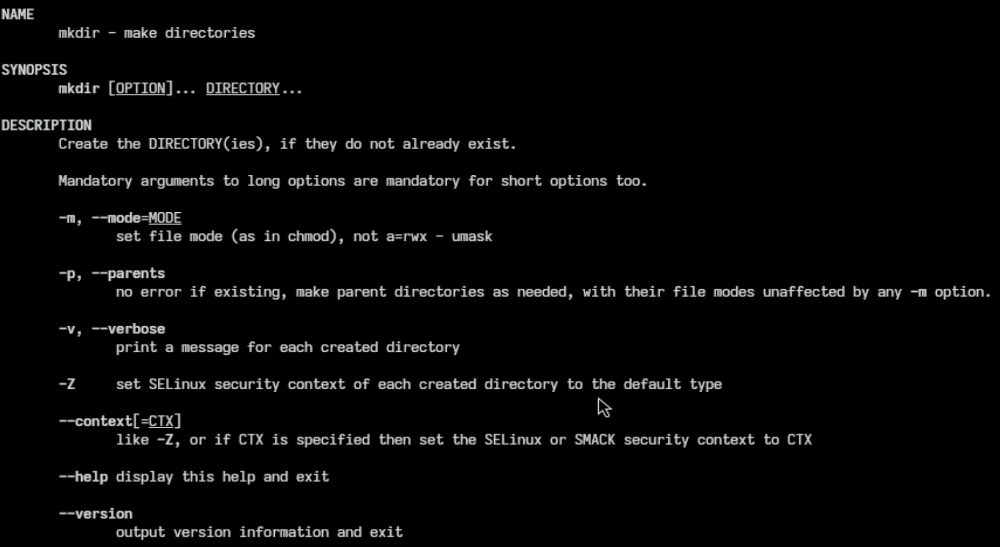 NAME
mkdir - make directories
SYNOPSIS
mkdir [OPTION]... DIRECTORY...
DESCRIPTION
Create the DIRECTORY(ies), if they do not already exist.
Mandatory arguments to long options are mandatory for short options too.
-m, --mode=MODE
set file mode (as in chmod), not a=rwx - umask
-p, --parents
no error if existing, make parent directories as needed, with their file modes unaffected by any -m option.
-v, --verbose
print a message for each created directory
-Z set SELinux security context of each created directory to the default type
--context[=CTX]
like -Z, or if CTX is specified then set the SELinux or SMACK security context to CTX
--help display this help and exit
--version
output version information and exit